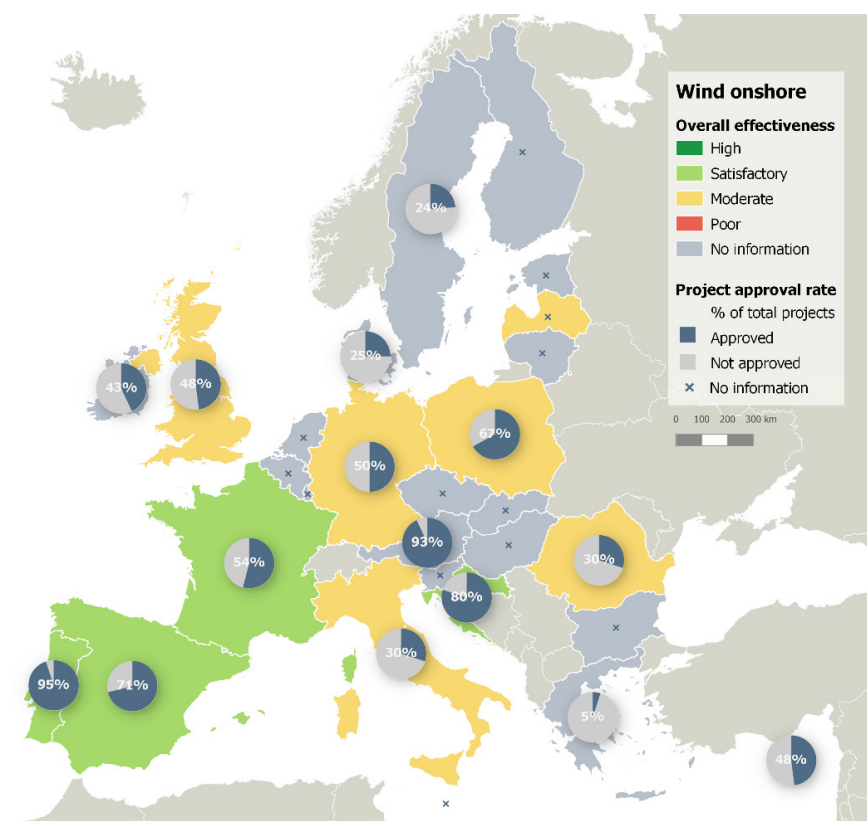 Wind onshore
Overall effectiveness
High
Satisfactory
Moderate
Poor
No information
Project approval rate
% of total projects
Approved
Not approved
No information
0 100 200 300 km
24%
25%
43%
48%
67%
50%
93%
54%
30%
80%
30%
95%
71%
5%
48%